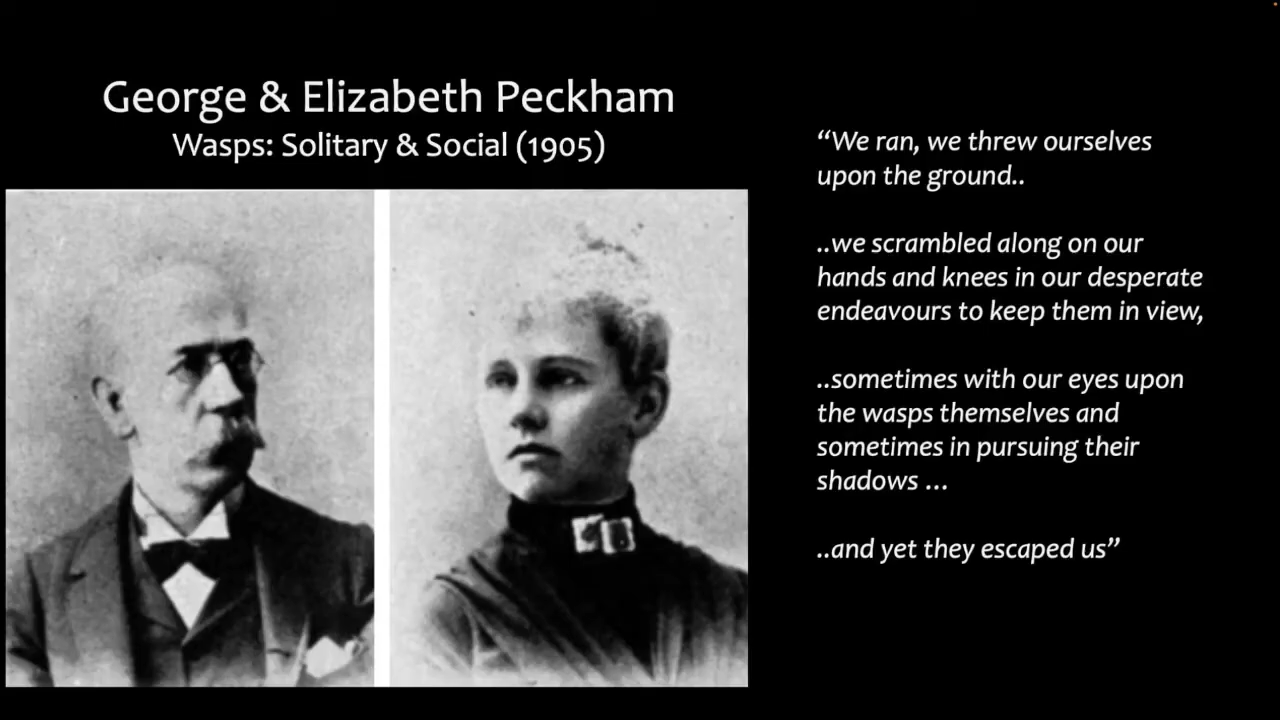 George & Elizabeth Peckham
Wasps: Solitary & Social (1905)
“We ran, we threw ourselves
upon the ground..
..we scrambled along on our
hands and knees in our desperate
endeavours to keep them in view,
..sometimes with our eyes upon
the wasps themselves and
sometimes in pursuing their
shadows ...
..and yet they escaped us”